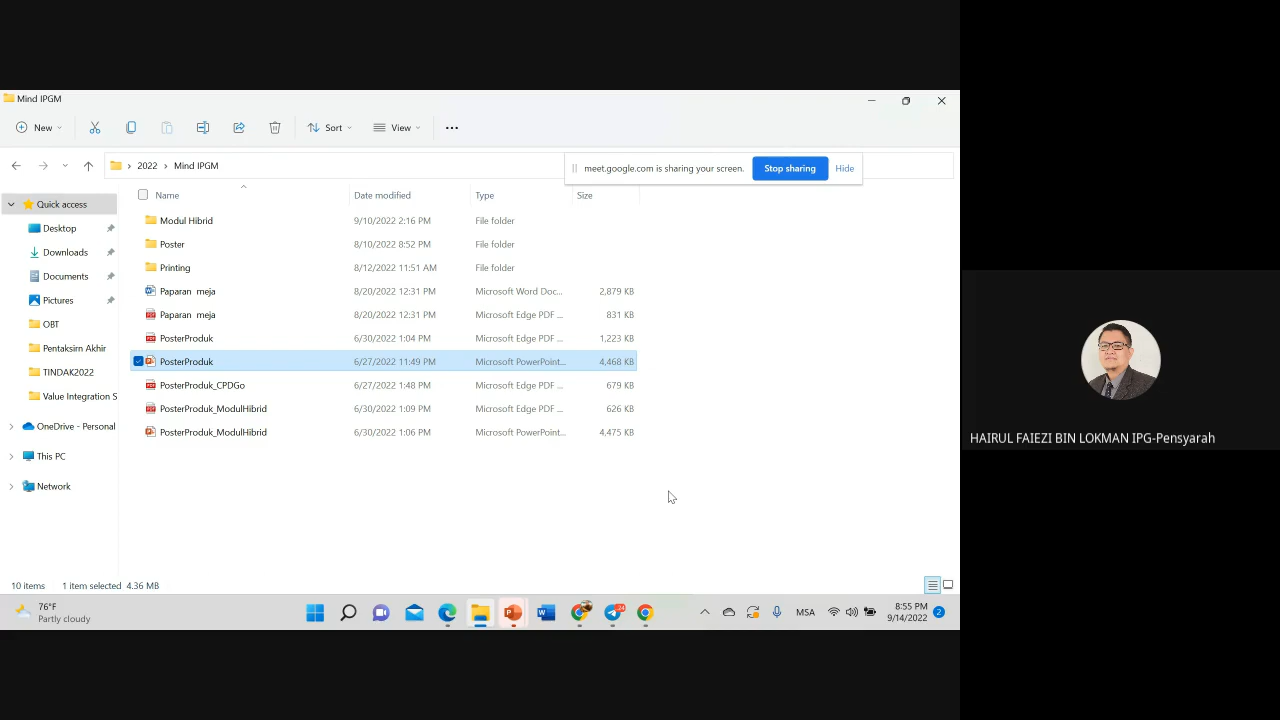 Mind IPGM
New
Sort
View
2022 > Mind IPGM
meet.google.com is sharing your screen.
Stop sharing
Hide
Name Date modified Type Size
Quick access
Desktop
Downloads
Documents
Pictures
OBT
Pentaksirn Akhir
TINDAK2022
Value Integration S
OneDrive - Personal
This PC
Network
Modul Hibrid 9/10/2022 2:16 PM File folder
Poster 8/10/2022 8:52 PM File folder
Printing 8/12/2022 11:51 AM File folder
Paparan meja 8/20/2022 12:31 PM Microsoft Word Doc... 2,879 KB
Paparan meja 8/20/2022 12:31 PM Microsoft Edge PDF ... 831 KB
PosterProduk 6/30/2022 1:04 PM Microsoft Edge PDF ... 1,223 KB
PosterProduk 6/27/2022 11:49 PM Microsoft PowerPoint... 4,468 KB
PosterProduk_CPDGo 6/27/2022 1:48 PM Microsoft Edge PDF ... 679 KB
PosterProduk_ModulHibrid 6/30/2022 1:09 PM Microsoft Edge PDF ... 626 KB
PosterProduk_ModulHibrid 6/30/2022 1:06 PM Microsoft PowerPoint... 4,475 KB
HAIRUL FAIEZI BIN LOKMAN IPG-Pensyarah
10 items 1 item selected 4.36 MB
76°F
Partly cloudy
24
MSA
8:55 PM
9/14/2022
2